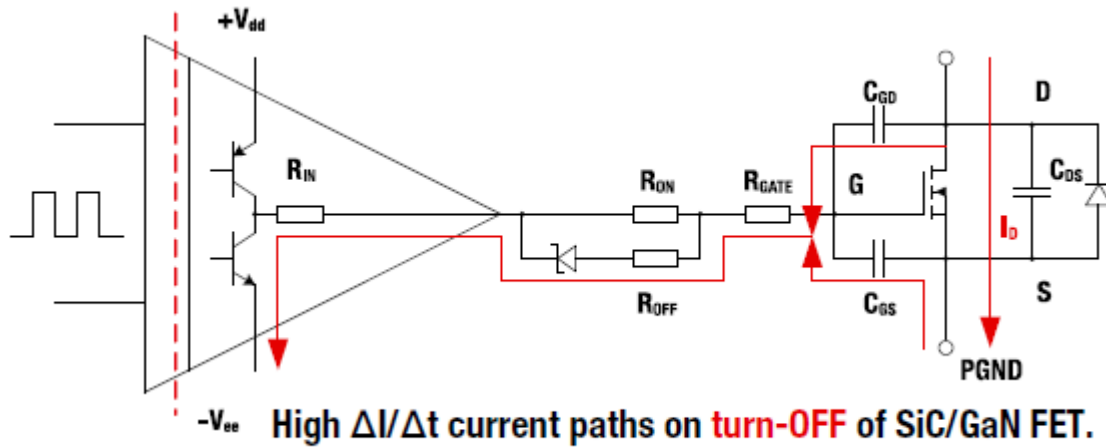 +Vdd
RIN
RON
RGATE
G
CGD
D
CDS
ID
S
ROFF
CGS
PGND
-Vee
High ΔI/Δt current paths on turn-OFF of SiC/GaN FET.